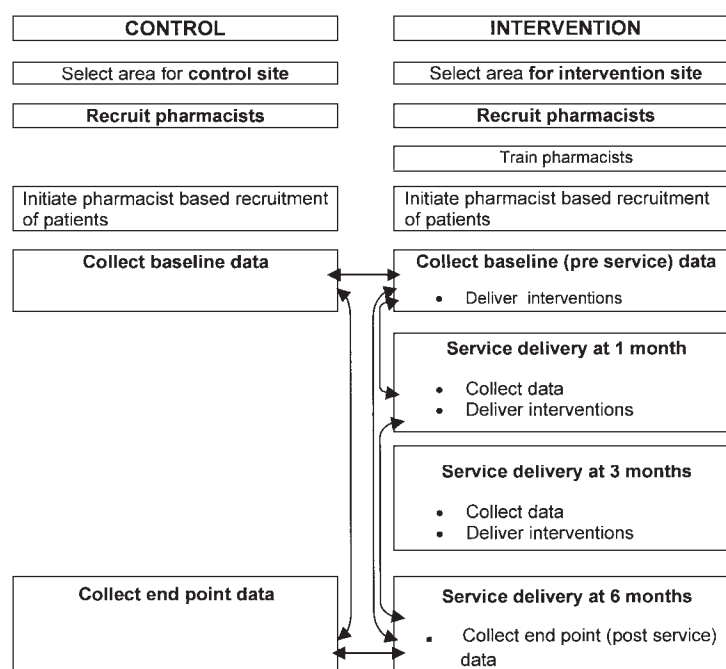 CONTROL
INTERVENTION
Select area for control site
Select area for intervention site
Recruit pharmacists
Recruit pharmacists
Train pharmacists
Initiate pharmacist based recruitment
of patients
Initiate pharmacist based recruitment
of patients
Collect baseline data
Collect baseline (pre service) data
• Deliver interventions
Service delivery at 1 month
• Collect data
• Deliver interventions
Service delivery at 3 months
• Collect data
• Deliver interventions
Collect end point data
Service delivery at 6 months
▪ Collect end point (post service)
data